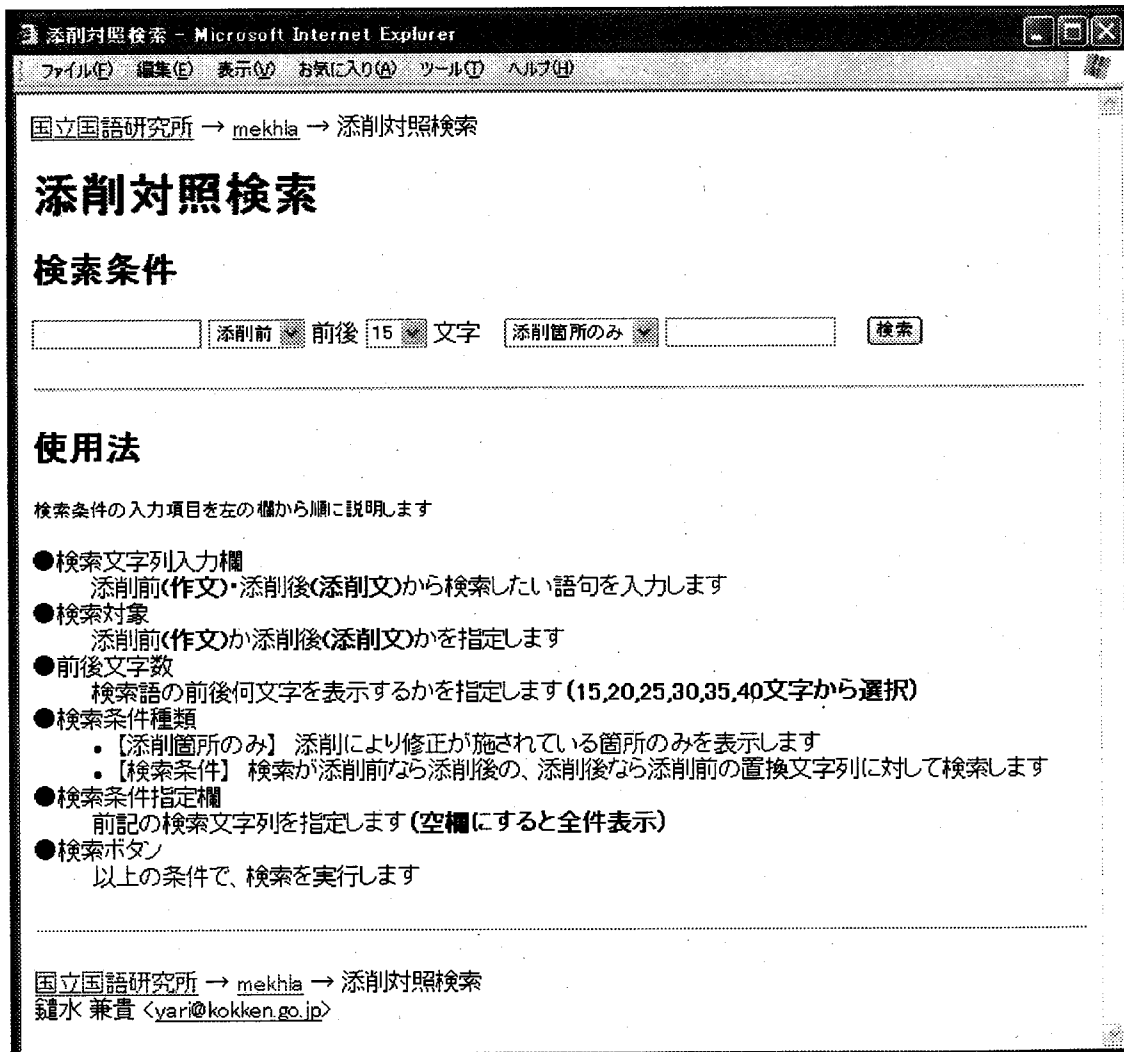 添削対照検索 - Microsoft Internet Explorer
ファイル(F) 編集(E) 表示(V) お気に入り(A) ツール(T) ヘルプ(H)
国立国語研究所 → mekhla → 添削対照検索
添削対照検索
検索条件
添削前 前後 15 文字 添削箇所のみ 検索
使用法
検索条件の入力項目を左の欄から順に説明します
●検索文字列入力欄
添削前(作文)・添削後(添削文)から検索したい語句を入力します
●検索対象
添削前(作文)か添削後(添削文)かを指定します
●前後文字数
検索語の前後何文字を表示するかを指定します(15,20,25,30,35,40文字から選択)
●検索条件種類
• 【添削箇所のみ】 添削により修正が施されている箇所のみを表示します
• 【検索条件】 検索が添削前なら添削後の、添削後なら添削前の置換文字列に対して検索します
●検索条件指定欄
前記の検索文字列を指定します(空欄にすると全件表示)
●検索ボタン
以上の条件で、検索を実行します
国立国語研究所 → mekhla → 添削対照検索
鑓水 兼貴 <yari@kokken.go.jp>